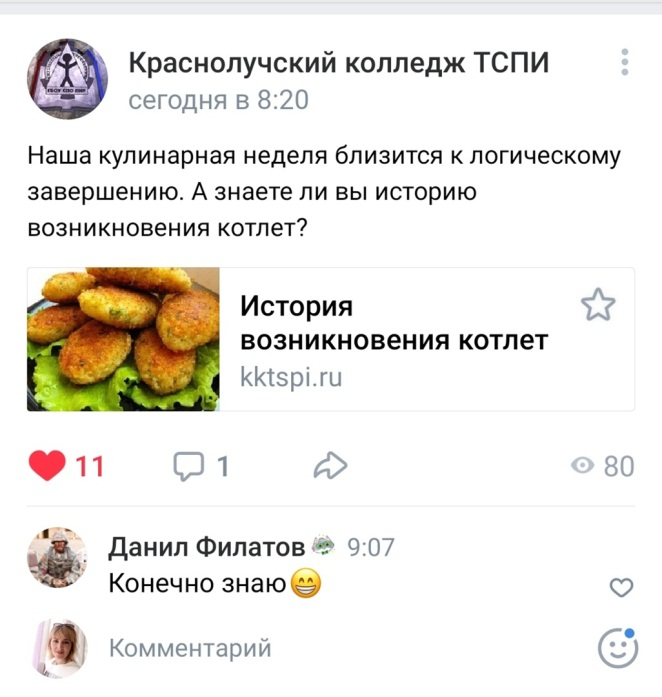 Краснолучский колледж ТСПИ
сегодня в 8:20
Наша кулинарная неделя близится к логическому
завершению. А знаете ли вы историю
возникновения котлет?
История
возникновения котлет
kktspi.ru
11
1
80
Данил Филатов 9:07
Конечно знаю😁
Комментарий